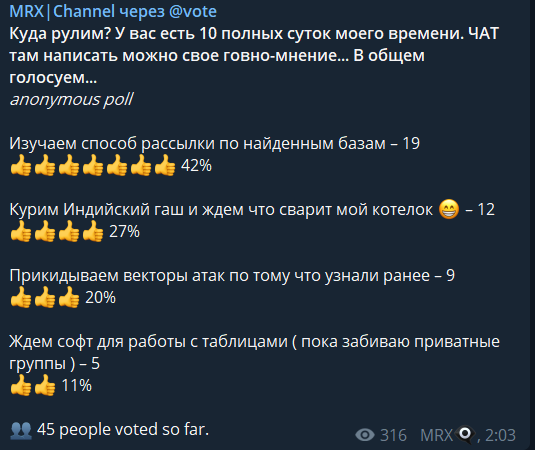 MRX|Channel через @vote
Куда рулим? У вас есть 10 полных суток моего времени. ЧАТ
там написать можно свое говно-мнение... В общем
голосуем...
anonymous poll
Изучаем способ рассылки по найденным базам – 19
👍👍👍👍👍👍👍 42%
Курим Индийский гаш и ждем что сварит мой котелок 😁 – 12
👍👍👍👍 27%
Прикидываем векторы атак по тому что узнали ранее – 9
👍👍👍 20%
Ждем софт для работы с таблицами ( пока забиваю приватные
группы ) – 5
👍👍 11%
👥 45 people voted so far.
316 MRX👁‍🗨, 2:03